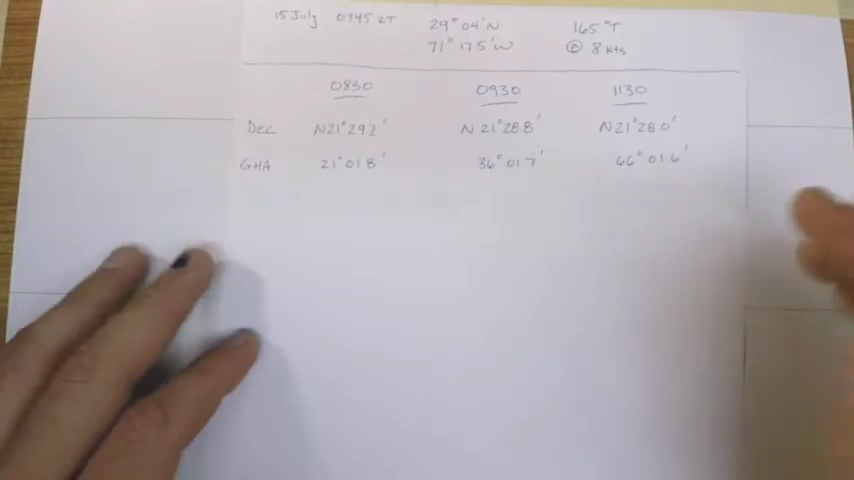 15 July 0745 ZT 29° 04' N 165 °T
71° 17.5' W @ 8 kts
0830 0930 1130
Dec N21° 29.2' N 21° 28.8' N21° 28.0'
GHA 21° 01.8' 36° 01.7' 66° 01.6'